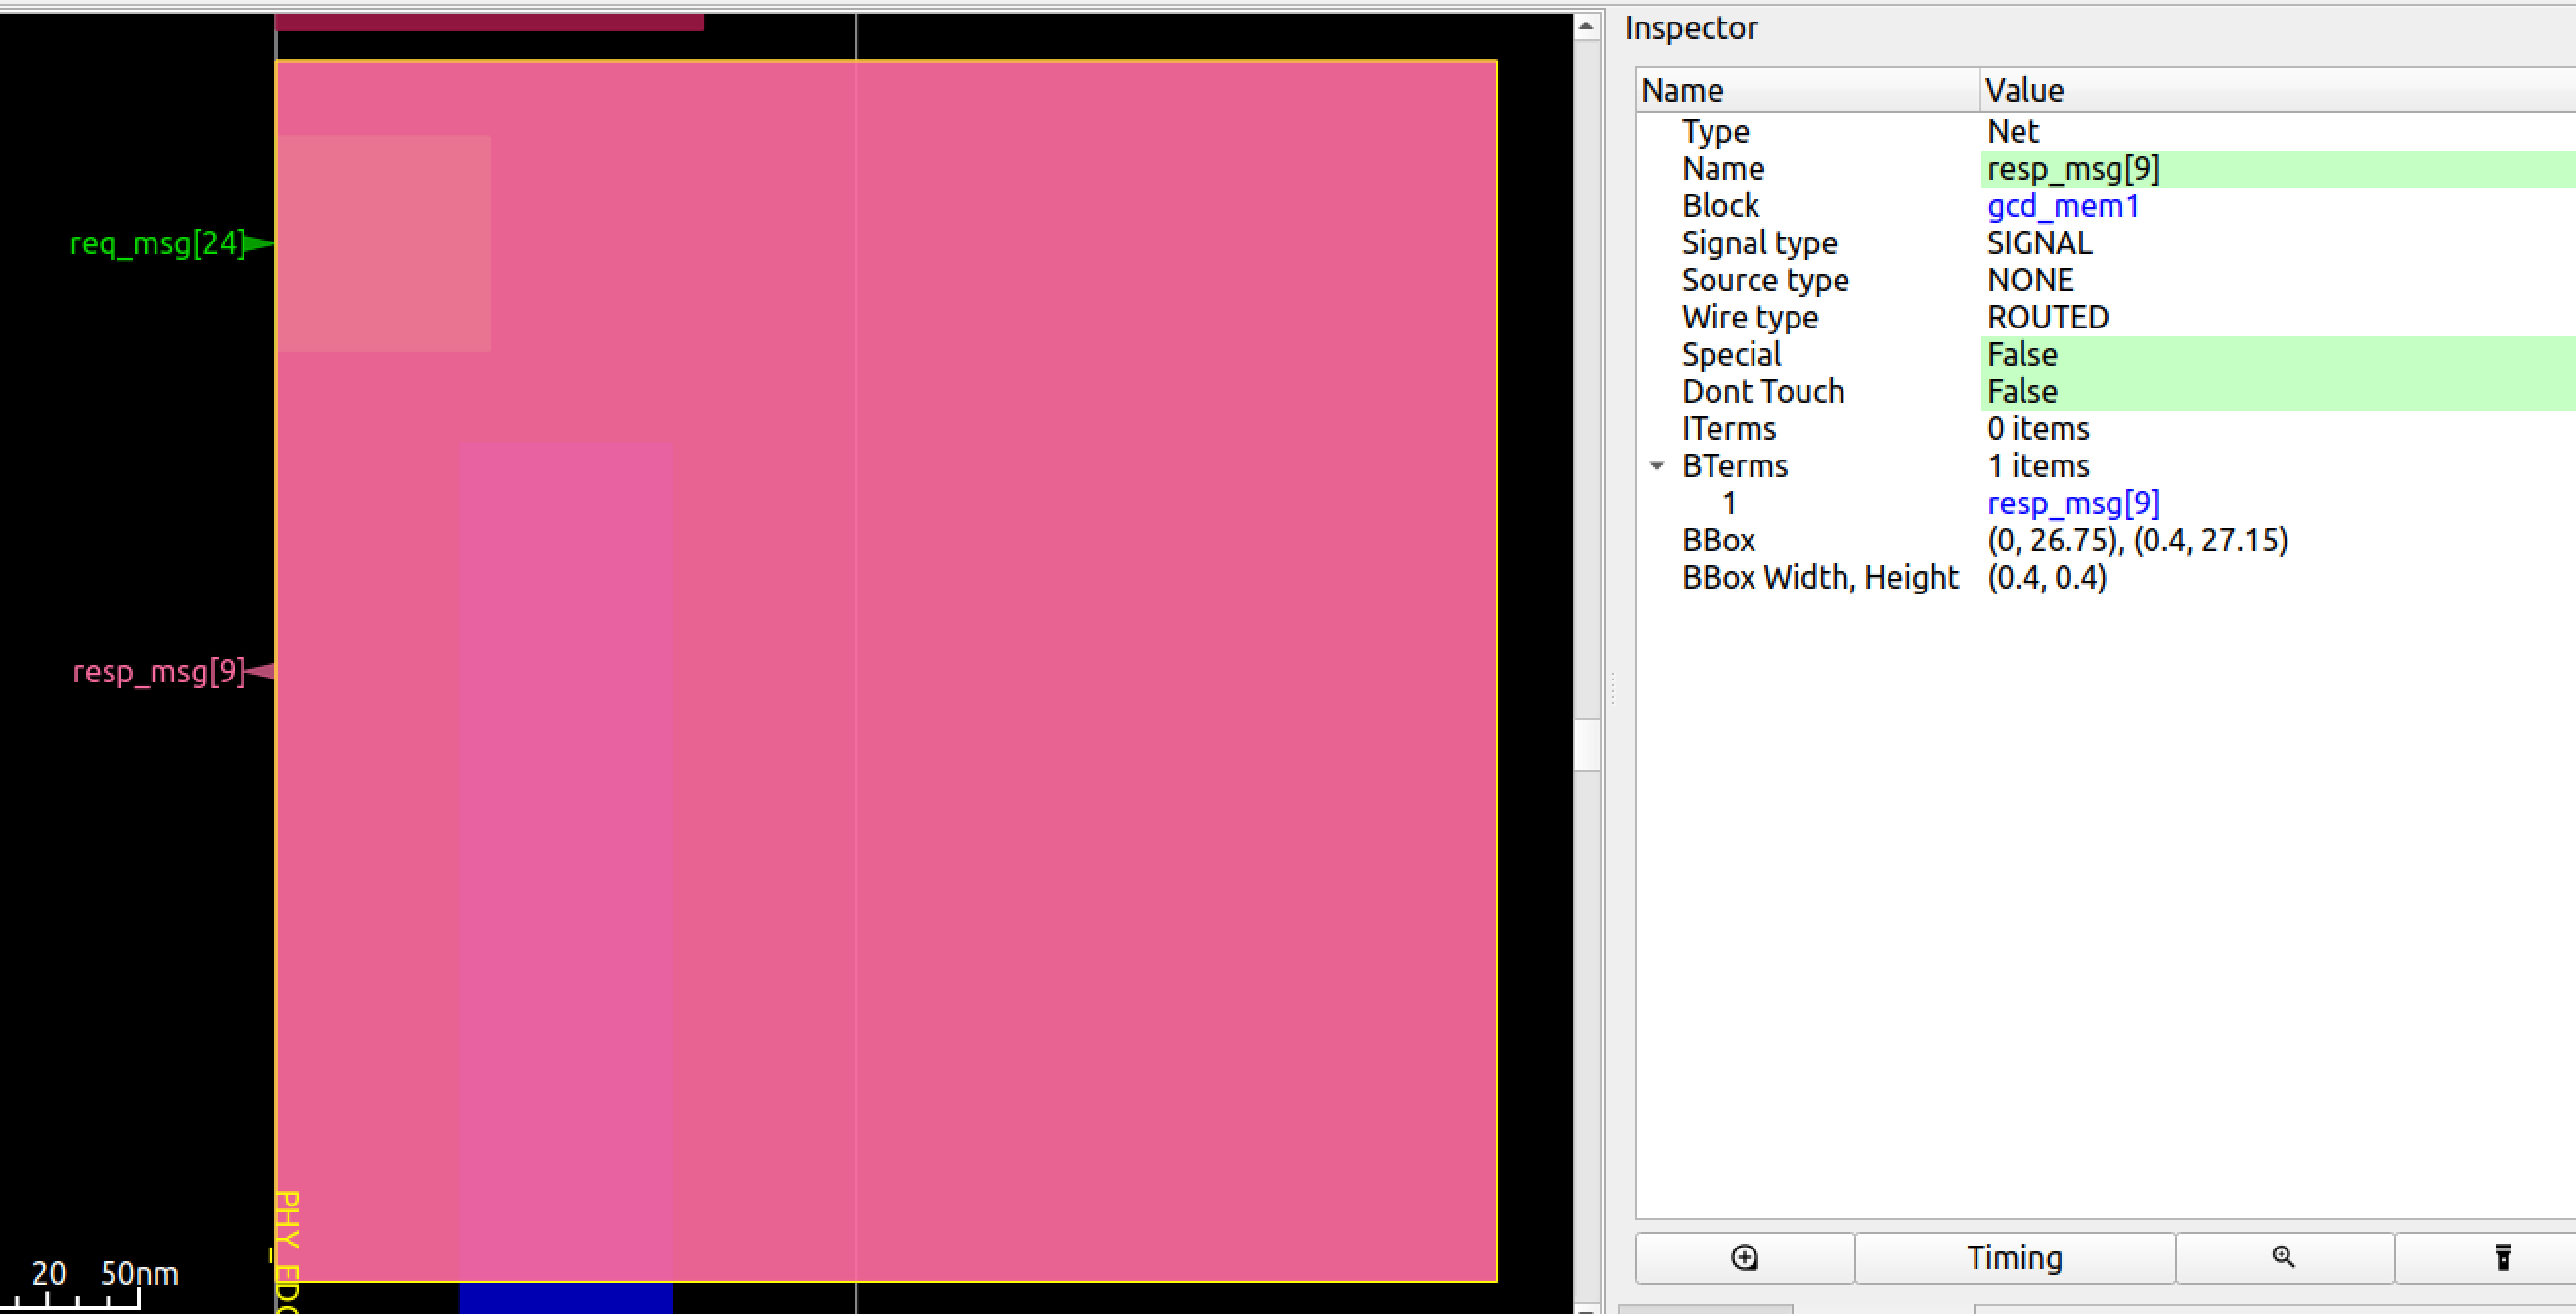 Inspector
Name Value
Type Net
Name resp_msg[9]
Block gcd_mem1
Signal type SIGNAL
Source type NONE
Wire type ROUTED
Special False
Dont Touch False
ITerms 0 items
BTerms 1 items
1 resp_msg[9]
BBox (0, 26.75), (0.4, 27.15)
BBox Width, Height (0.4, 0.4)
Timing
req_msg[24]
resp_msg[9]
20 50nm